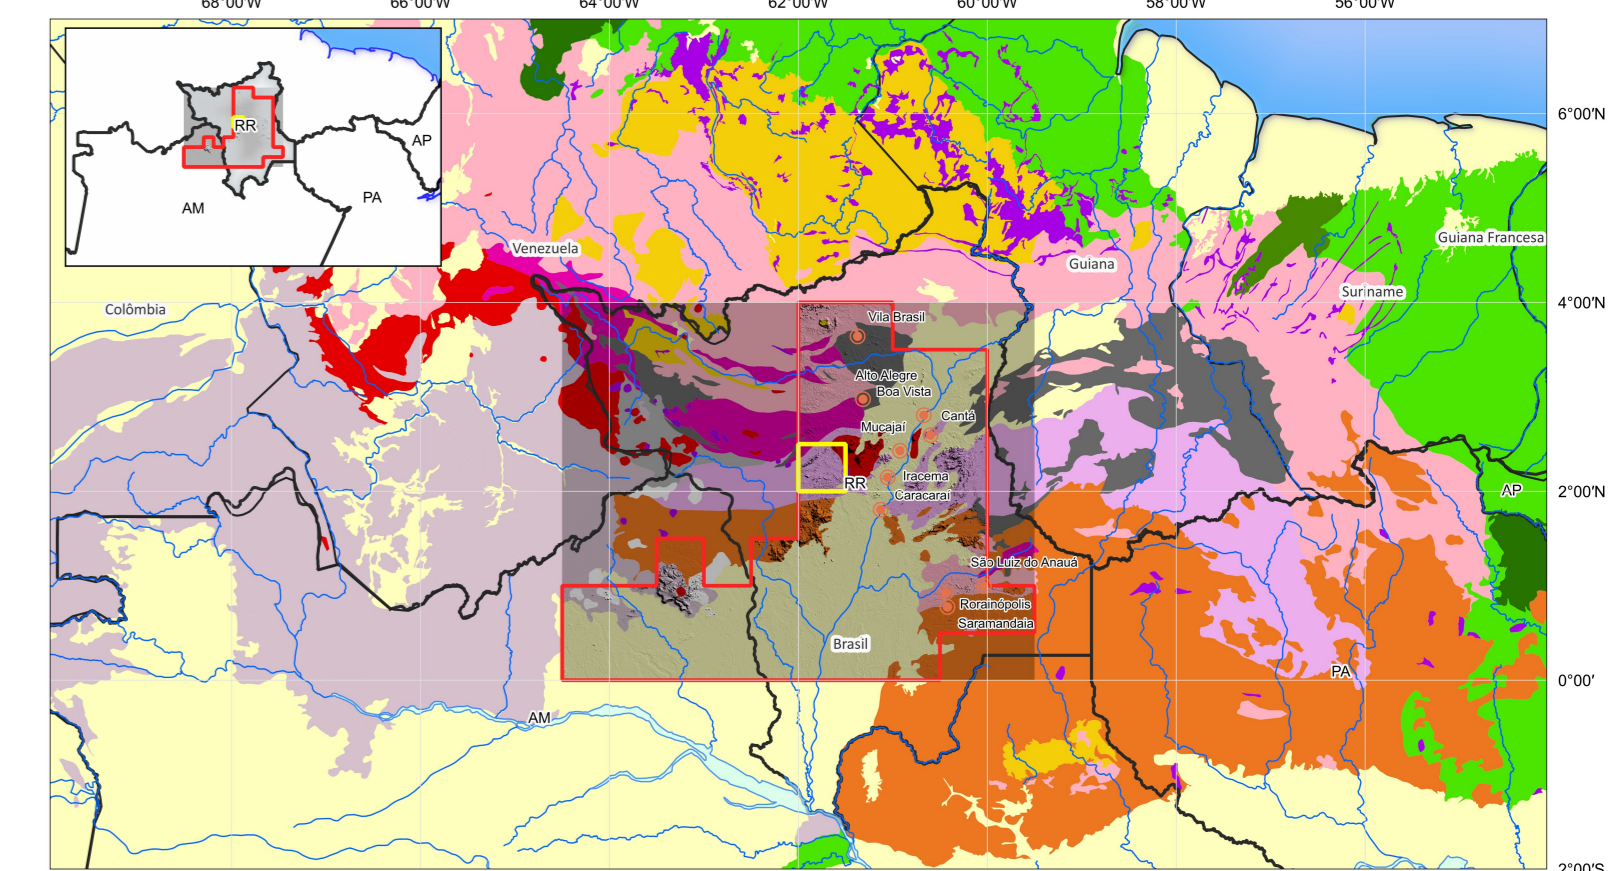 68°00'W 66°00'W 64°00'W 62°00'W 60°00'W 58°00'W 56°00'W
6°00'N
RR
AP
AM
PA
Venezuela
Guiana
Guiana Francesa
Suriname
Colômbia
4°00'N
Vila Brasil
Alto Alegre
Boa Vista
Cantá
Mucajaí
Iracema
RR
Caracaraí
2°00'N
AP
São Luiz do Anauá
Rorainópolis
Saramandaia
Brasil
PA
0°00'
AM
2°00'S